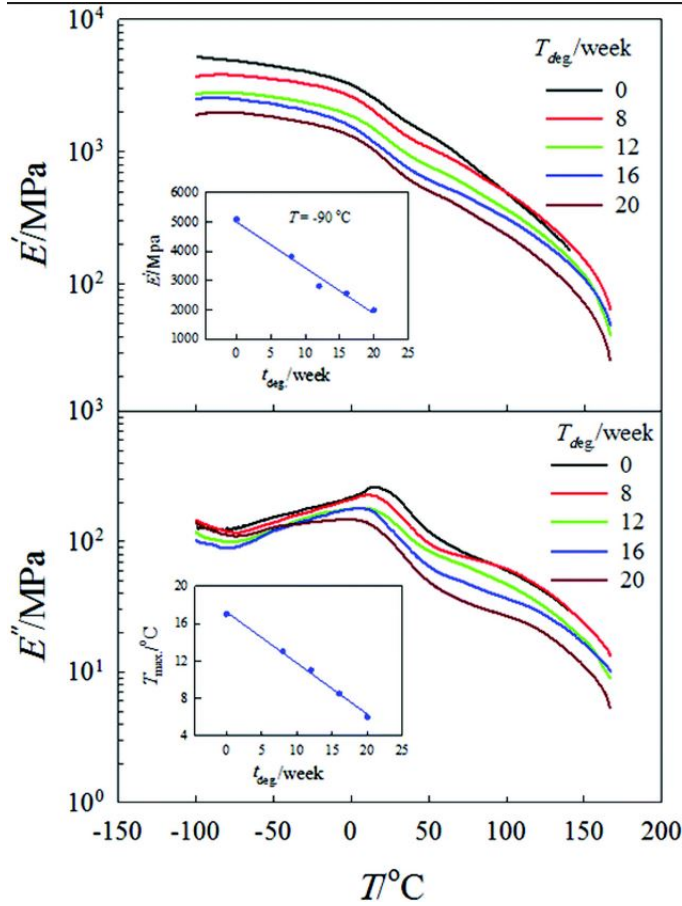 10⁴
10³
10²
10¹
10³
E'/MPa
T_deg./week
0
8
12
16
20
6000
5000
4000
3000
2000
1000
E'/Mpa
T = -90 °C
0 5 10 15 20 25
t_deg./week
10²
10¹
10⁰
E''/MPa
T_deg./week
0
8
12
16
20
20
16
12
8
4
T_max./°C
0 5 10 15 20 25
t_deg./week
-150 -100 -50 0 50 100 150 200
T/°C